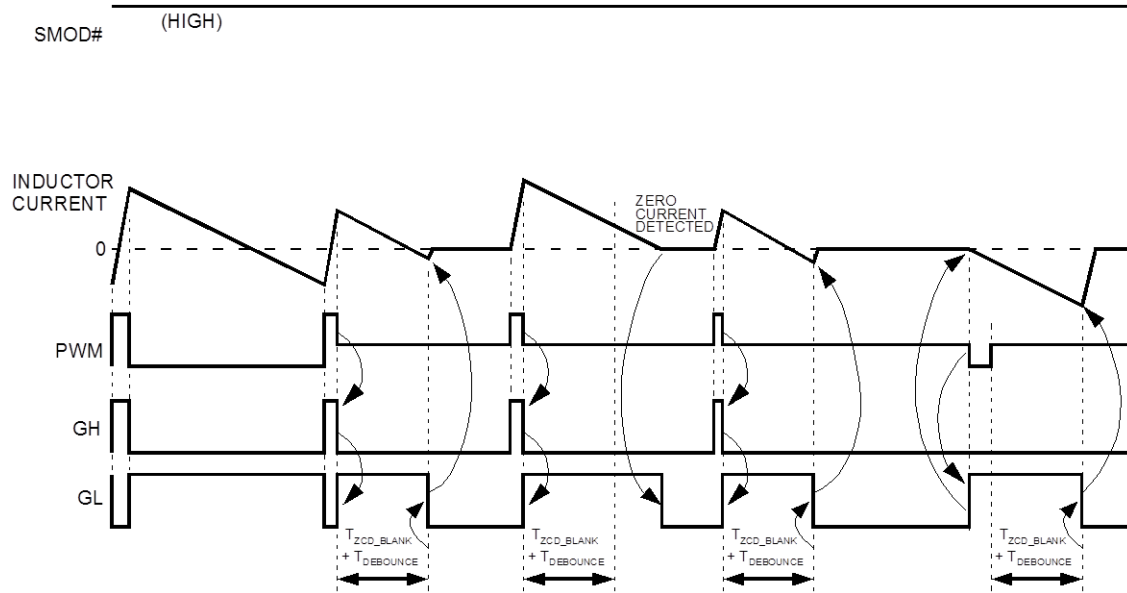 SMOD#
(HIGH)
INDUCTOR
CURRENT
ZERO
CURRENT
DETECTED
0
PWM
GH
GL
TZCD_BLANK
+ TDEBOUNCE
TZCD_BLANK
+ TDEBOUNCE
TZCD_BLANK
+ TDEBOUNCE
TZCD_BLANK
+ TDEBOUNCE